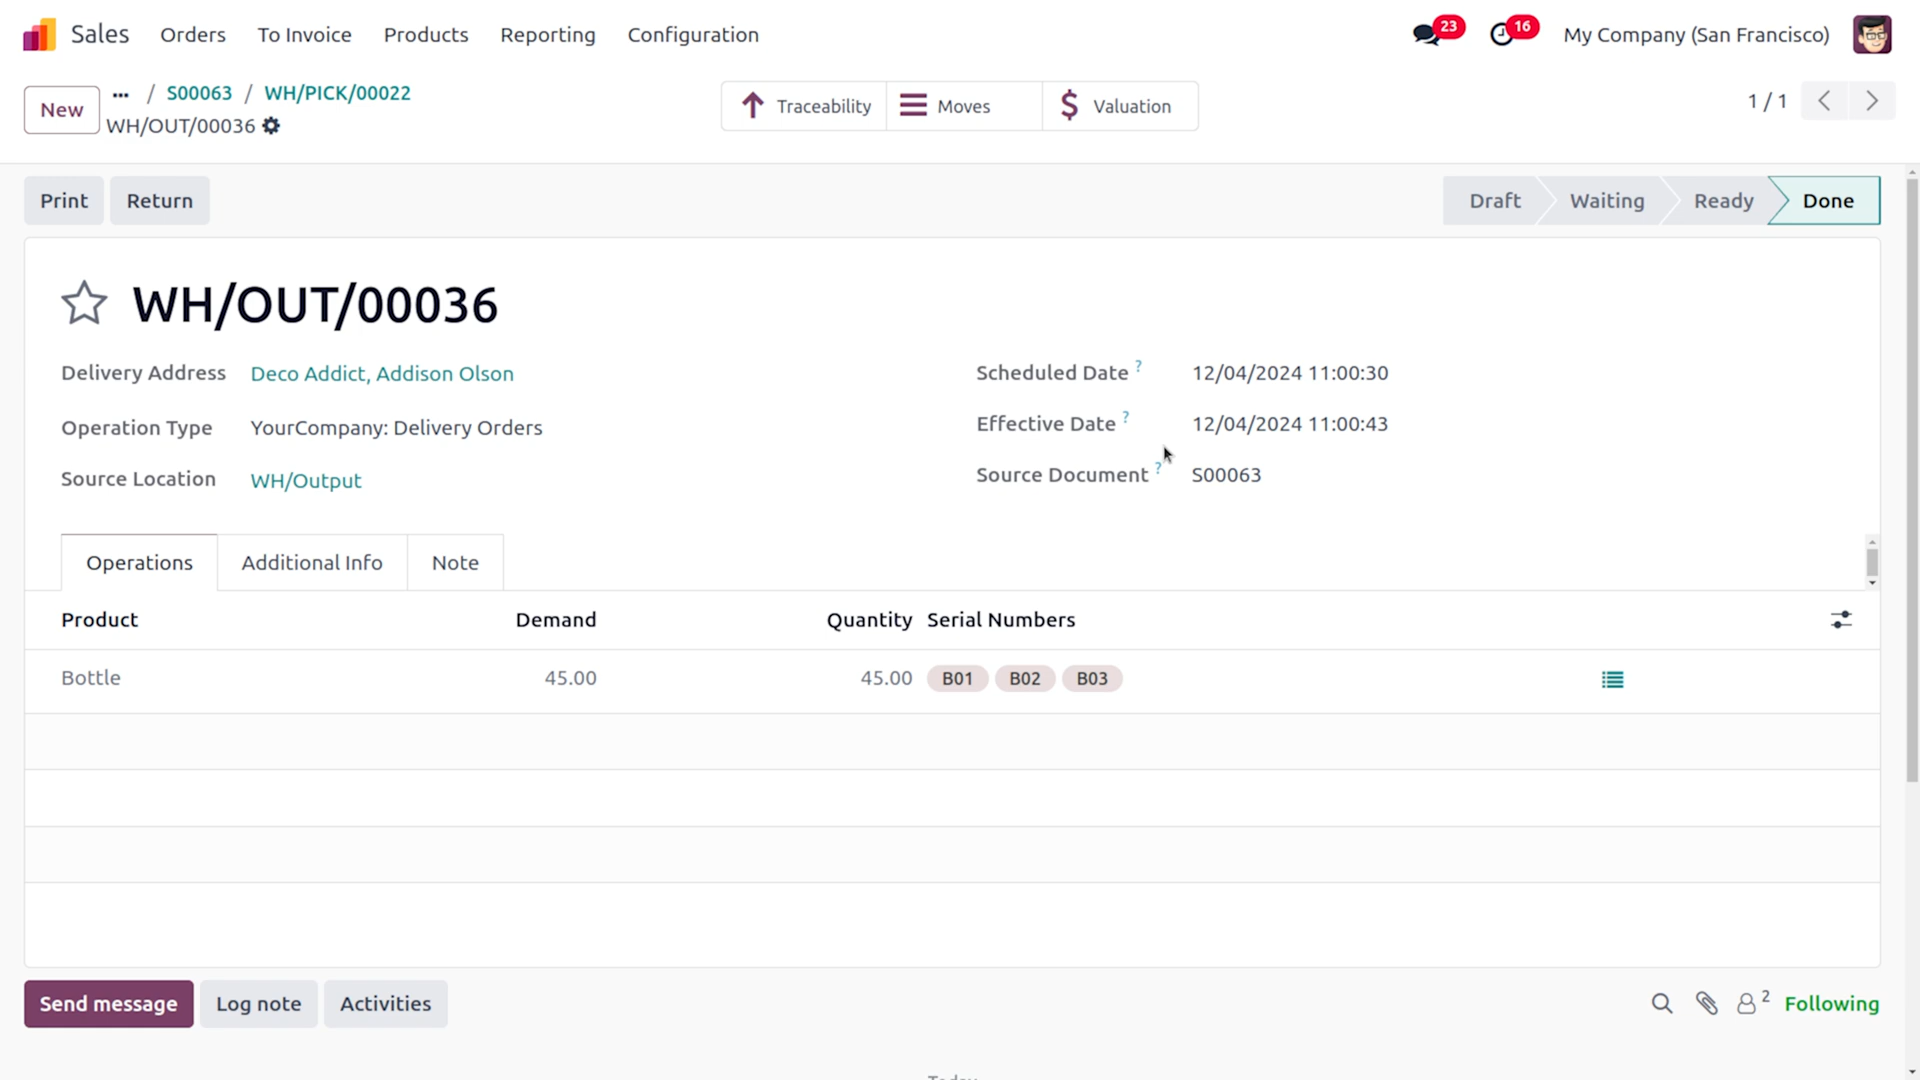 Sales Orders To Invoice Products Reporting Configuration 23 16 My Company (San Francisco)
New ... / S00063 / WH/PICK/00022
WH/OUT/00036
Traceability Moves $ Valuation 1 / 1
Print Return Draft Waiting Ready Done
WH/OUT/00036
Delivery Address Deco Addict, Addison Olson Scheduled Date ? 12/04/2024 11:00:30
Operation Type YourCompany: Delivery Orders Effective Date ? 12/04/2024 11:00:43
Source Location WH/Output Source Document ? S00063
Operations Additional Info Note
Product Demand Quantity Serial Numbers
Bottle 45.00 45.00 B01 B02 B03
Send message Log note Activities 2 Following
Today